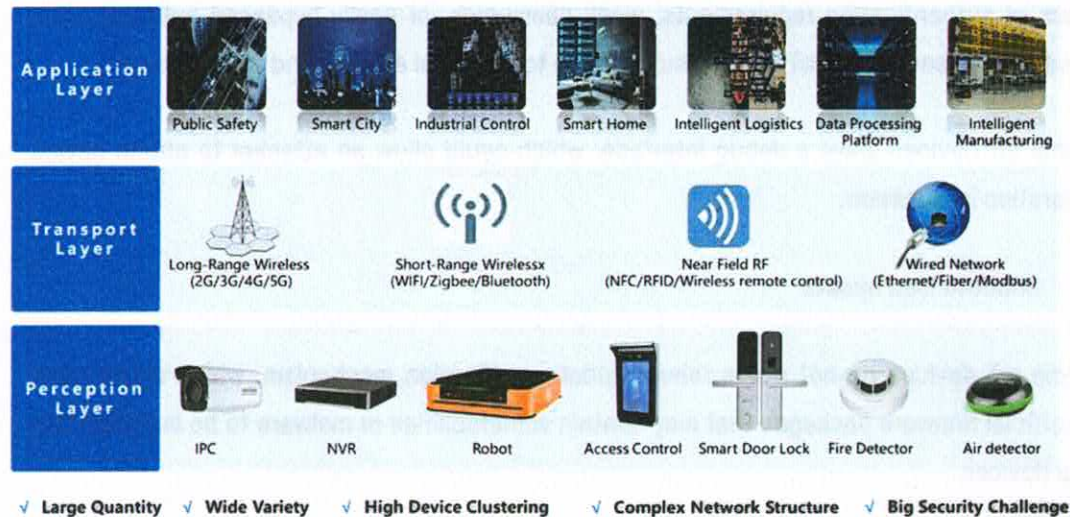 Application
Layer
Public Safety
Smart City
Industrial Control
Smart Home
Intelligent Logistics
Data Processing
Platform
Intelligent
Manufacturing
Transport
Layer
Long-Range Wireless
(2G/3G/4G/5G)
Short-Range Wirelessx
(WIFI/Zigbee/Bluetooth)
Near Field RF
(NFC/RFID/Wireless remote control)
Wired Network
(Ethernet/Fiber/Modbus)
Perception
Layer
IPC
NVR
Robot
Access Control
Smart Door Lock
Fire Detector
Air detector
√ Large Quantity √ Wide Variety √ High Device Clustering √ Complex Network Structure √ Big Security Challenge